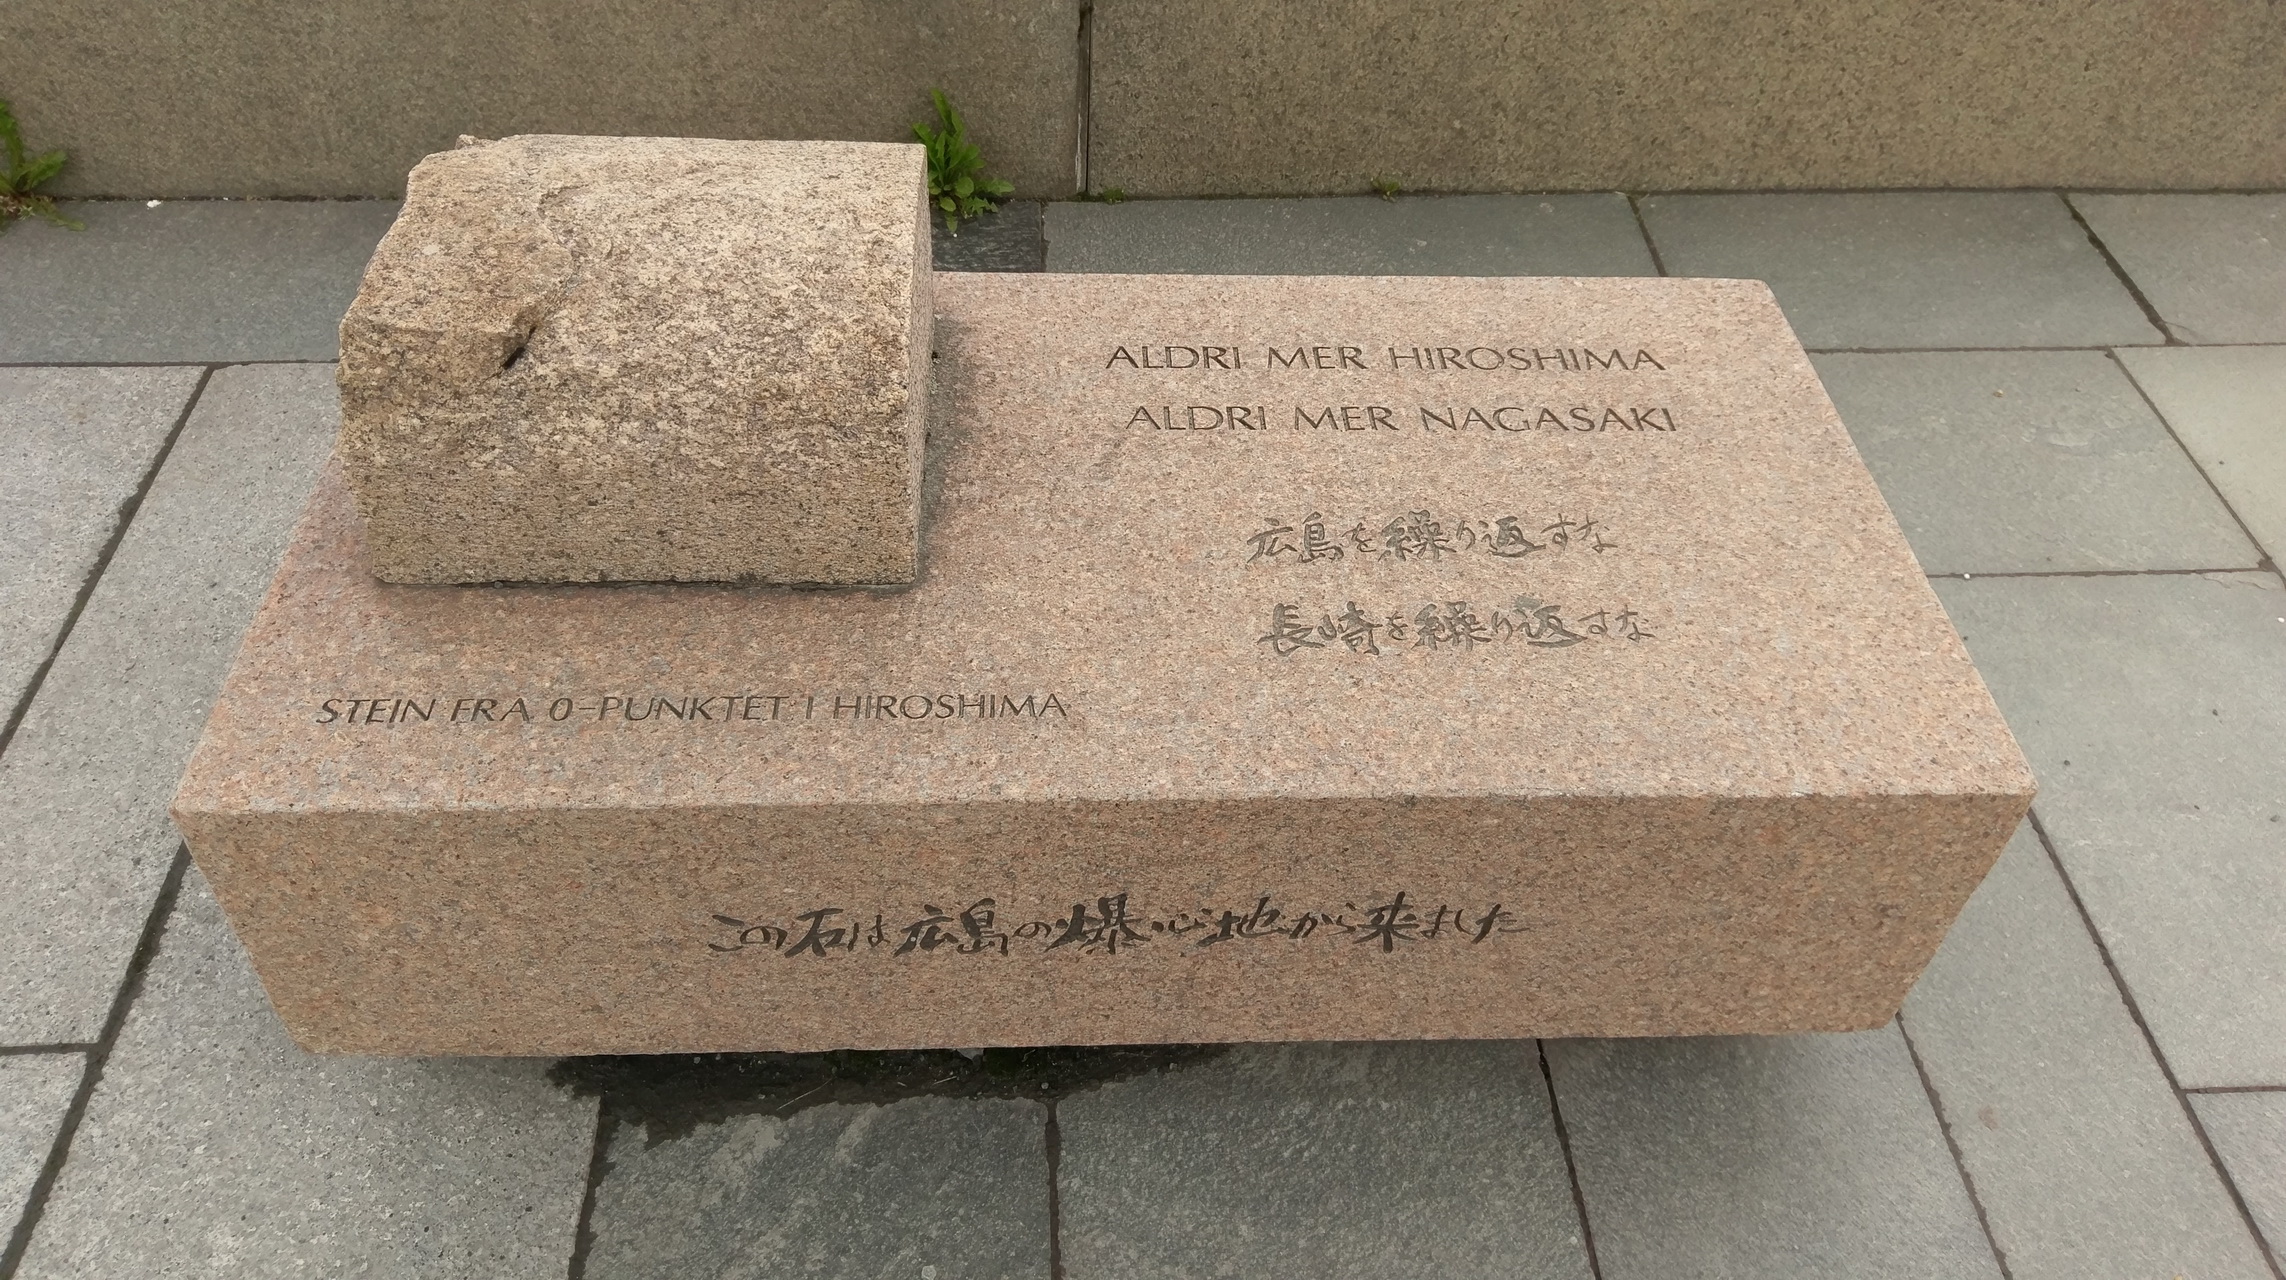 ALDRI MER HIROSHIMA
ALDRI MER NAGASAKI
広島を繰り返すな
長崎を繰り返すな
STEIN FRA 0-PUNKTET I HIROSHIMA
この石は広島の爆心地から来ました